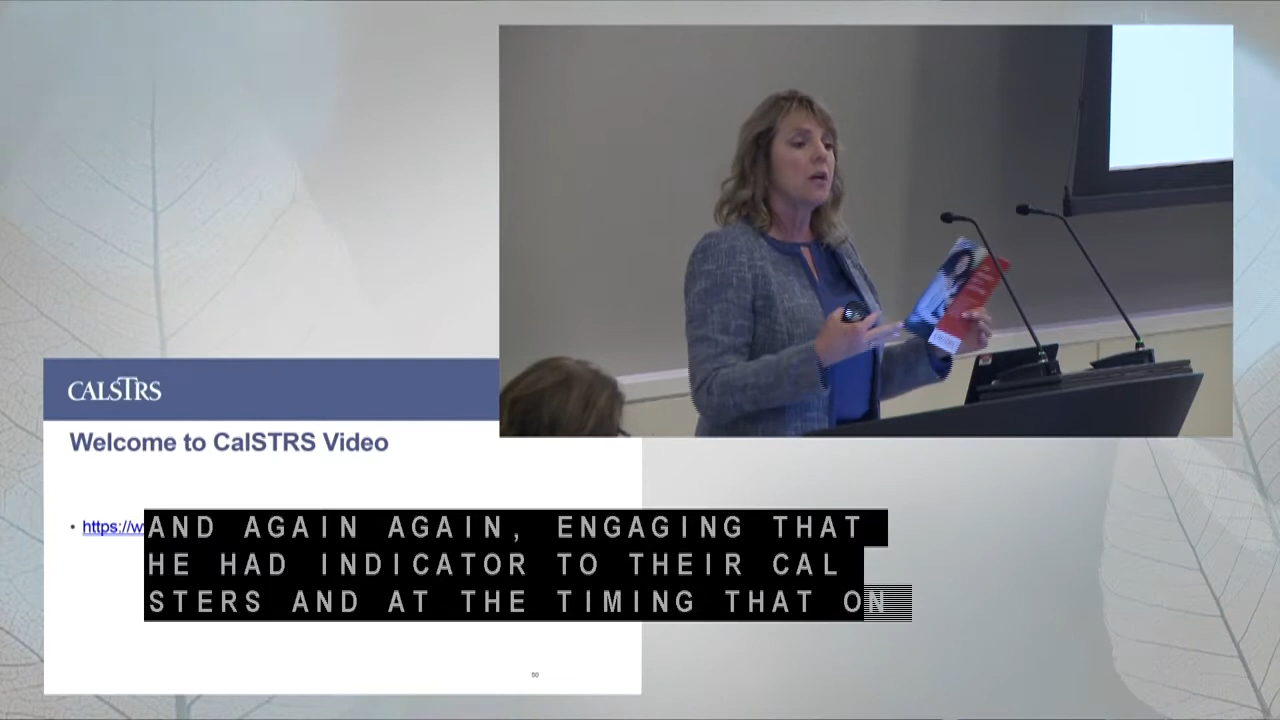 CALSTRS
Welcome to CalSTRS Video
• https://w
AND AGAIN AGAIN, ENGAGING THAT
HE HAD INDICATOR TO THEIR CAL
STERS AND AT THE TIMING THAT ON
50